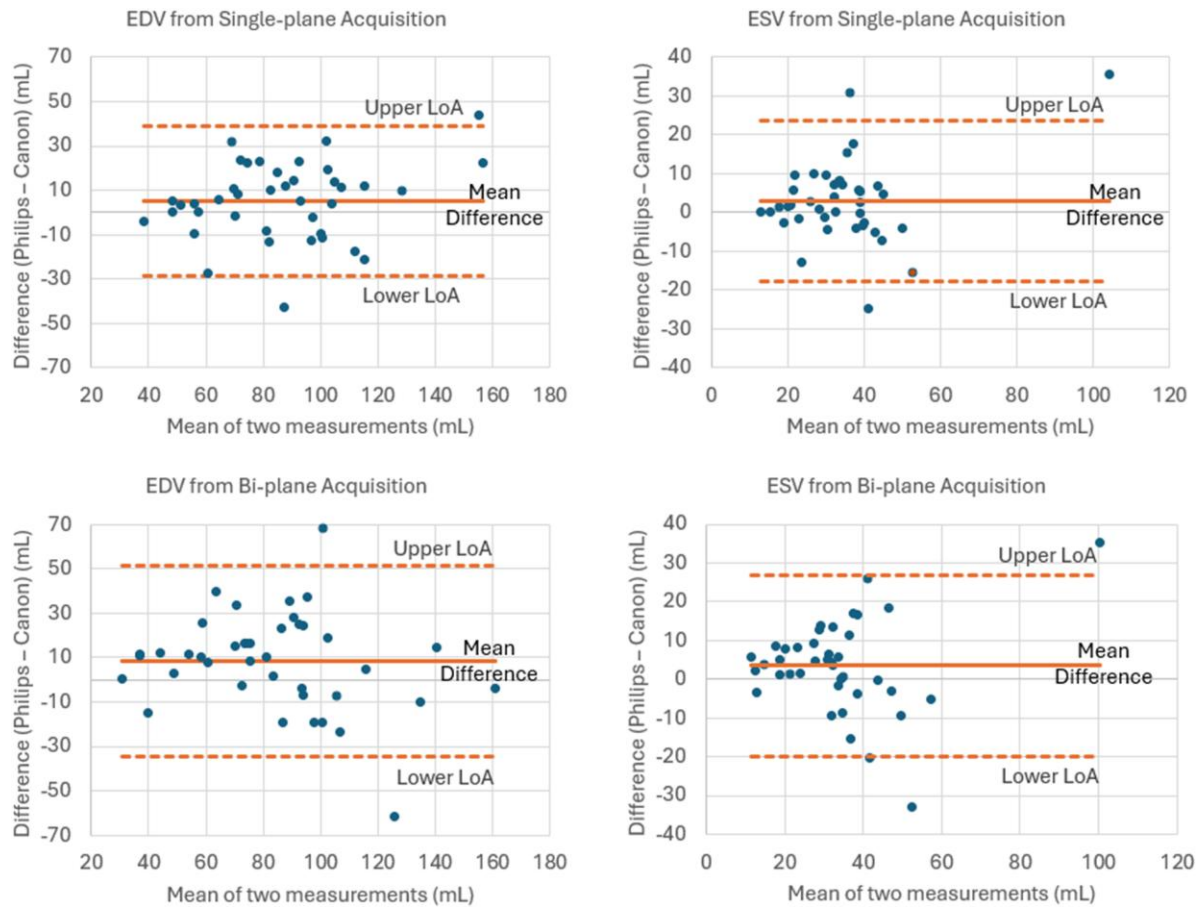 EDV from Single-plane Acquisition
Difference (Philips – Canon) (mL)
70
50
30
10
-10
-30
-50
-70
Upper LoA
Mean
Difference
Lower LoA
20 40 60 80 100 120 140 160 180
Mean of two measurements (mL)
ESV from Single-plane Acquisition
Difference (Philips – Canon) (mL)
40
30
20
10
0
-10
-20
-30
-40
Upper LoA
Mean
Difference
Lower LoA
0 20 40 60 80 100 120
Mean of two measurements (mL)
EDV from Bi-plane Acquisition
Difference (Philips – Canon) (mL)
70
50
30
10
-10
-30
-50
-70
Upper LoA
Mean
Difference
Lower LoA
20 40 60 80 100 120 140 160 180
Mean of two measurements (mL)
ESV from Bi-plane Acquisition
Difference (Philips – Canon) (mL)
40
30
20
10
0
-10
-20
-30
-40
Upper LoA
Mean
Difference
Lower LoA
0 20 40 60 80 100 120
Mean of two measurements (mL)